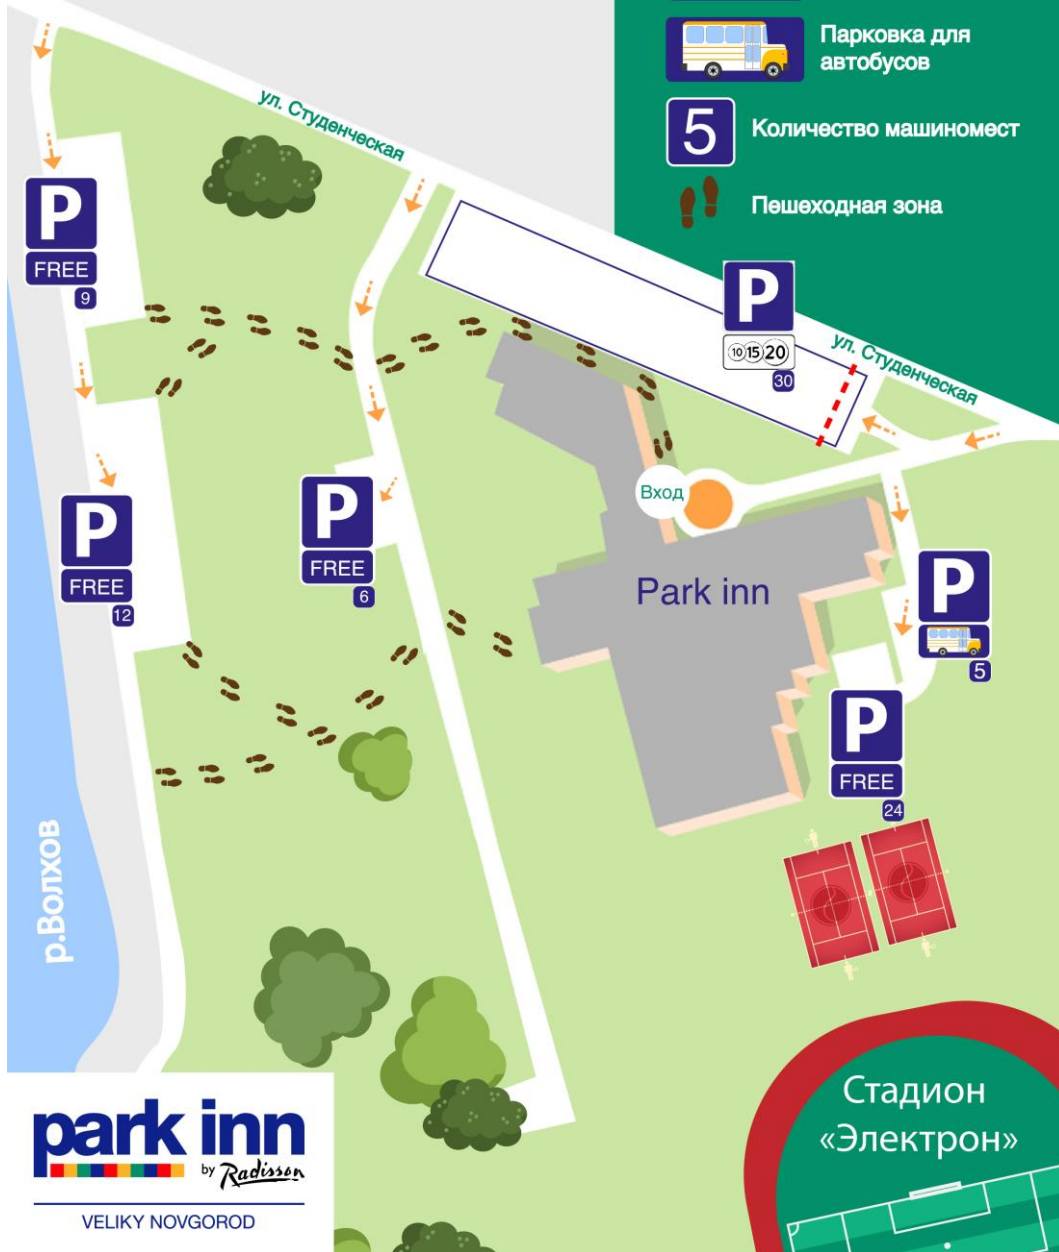 Парковка для
автобусов
5
Количество машиномест
Пешеходная зона
ул. Студенческая
P
FREE
9
P
10 15 20
30
ул. Студенческая
P
FREE
12
P
FREE
6
Вход
Park inn
P
5
P
FREE
24
р.Волхов
Стадион
«Электрон»
park inn
by Radisson
VELIKY NOVGOROD